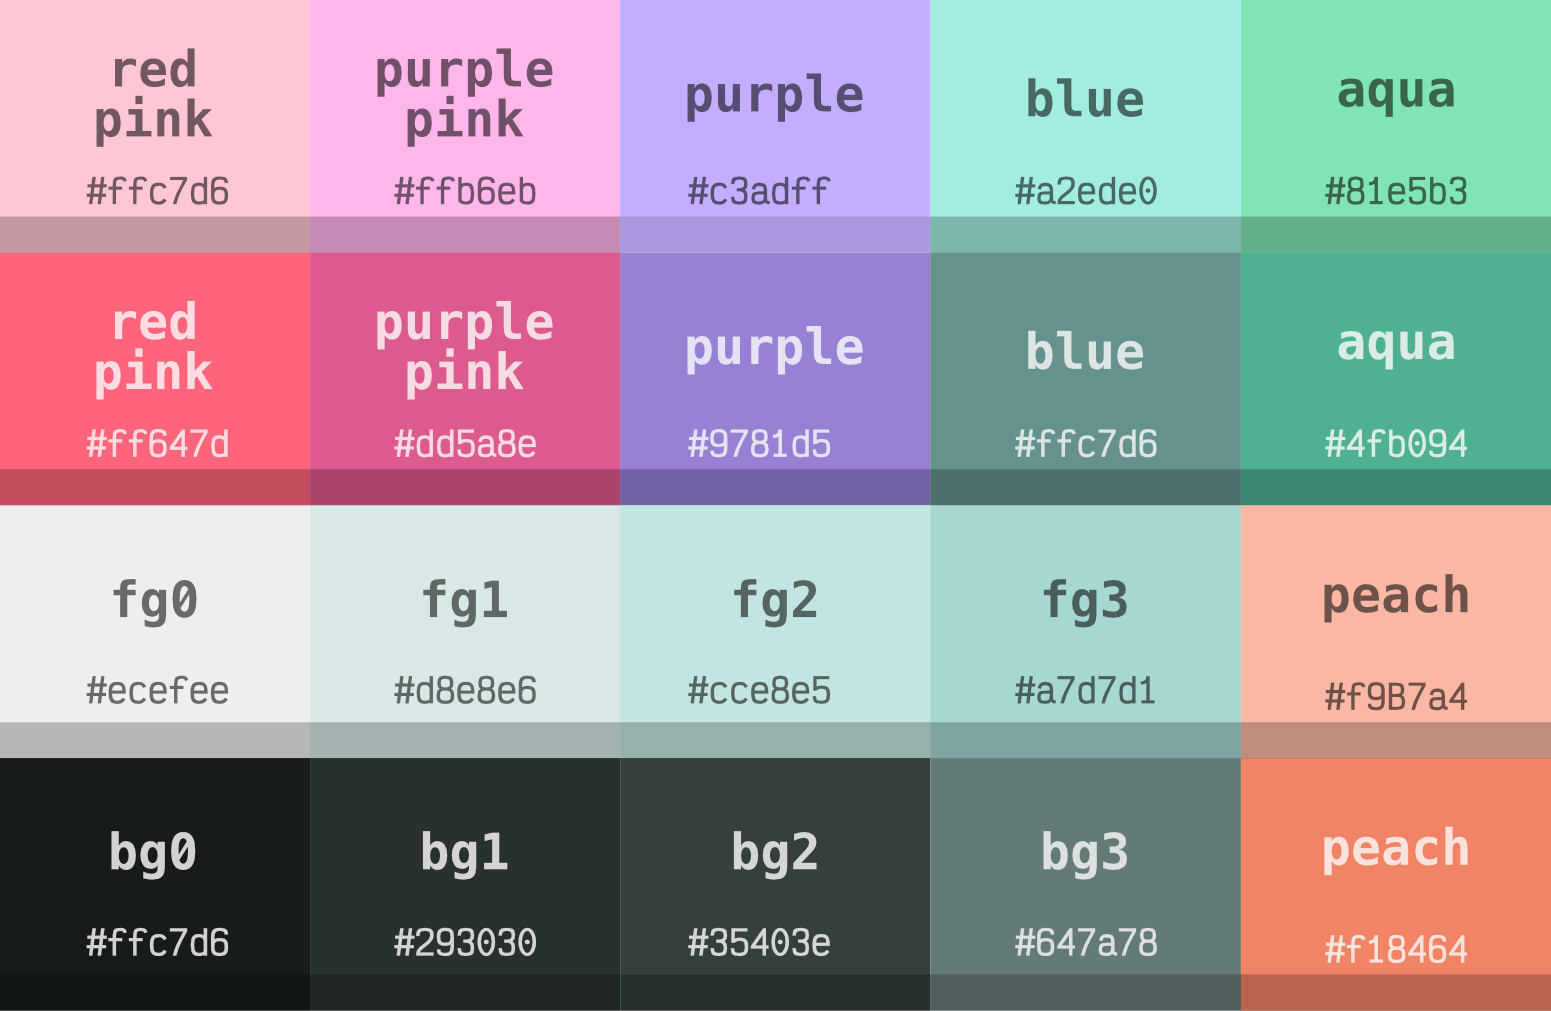 red
pink
#ffc7d6
purple
pink
#ffb6eb
purple
#c3adff
blue
#a2ede0
aqua
#81e5b3
red
pink
#ff647d
purple
pink
#dd5a8e
purple
#9781d5
blue
#ffc7d6
aqua
#4fb094
fg0
#ecefee
fg1
#d8e8e6
fg2
#cce8e5
fg3
#a7d7d1
peach
#f9B7a4
bg0
#ffc7d6
bg1
#293030
bg2
#35403e
bg3
#647a78
peach
#f18464